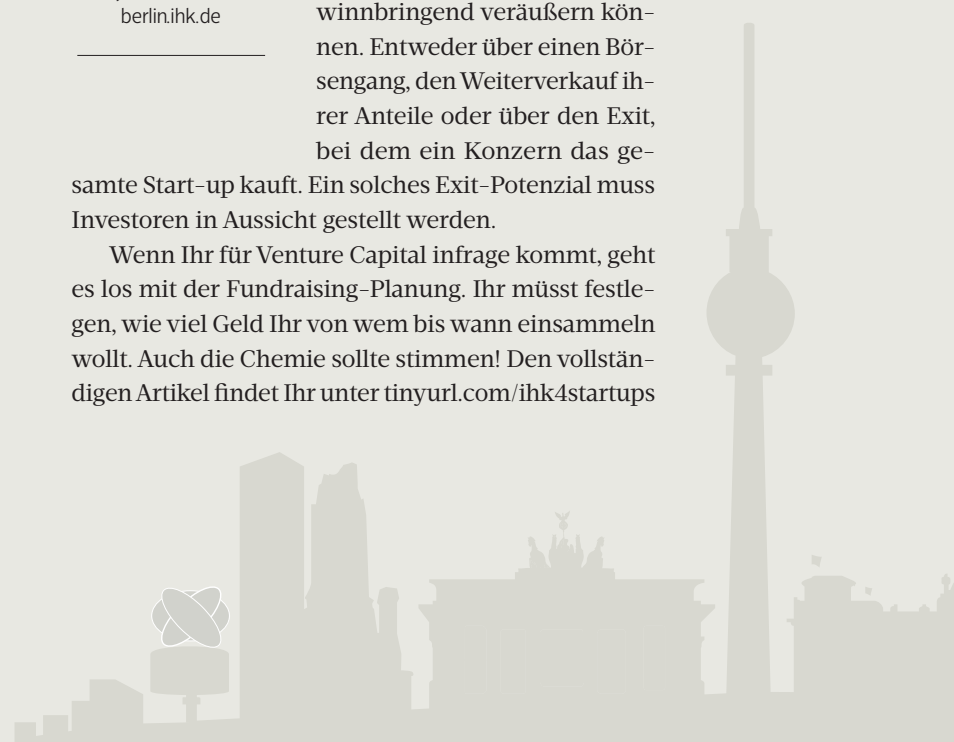 berlin.ihk.de
winnbringend veräußern kön-
nen. Entweder über einen Bör-
sengang, den Weiterverkauf ih-
rer Anteile oder über den Exit,
bei dem ein Konzern das ge-
samte Start-up kauft. Ein solches Exit-Potenzial muss
Investoren in Aussicht gestellt werden.
Wenn Ihr für Venture Capital infrage kommt, geht
es los mit der Fundraising-Planung. Ihr müsst festle-
gen, wie viel Geld Ihr von wem bis wann einsammeln
wollt. Auch die Chemie sollte stimmen! Den vollstän-
digen Artikel findet Ihr unter tinyurl.com/ihk4startups